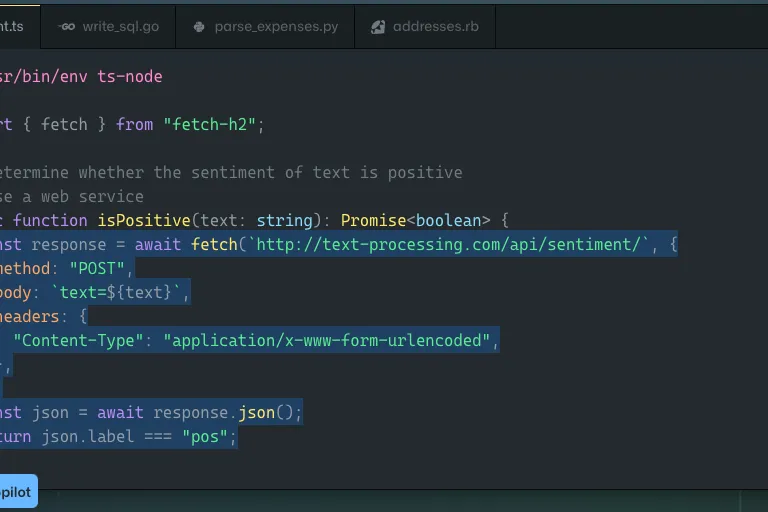 nt.ts
write_sql.go
parse_expenses.py
addresses.rb
sr/bin/env ts-node
rt { fetch } from "fetch-h2";
etermine whether the sentiment of text is positive
se a web service
c function isPositive(text: string): Promise<boolean> {
nst response = await fetch(`http://text-processing.com/api/sentiment/`, {
method: "POST",
body: `text=${text}`,
headers: {
"Content-Type": "application/x-www-form-urlencoded",
},
nst json = await response.json();
turn json.label === "pos";
pilot